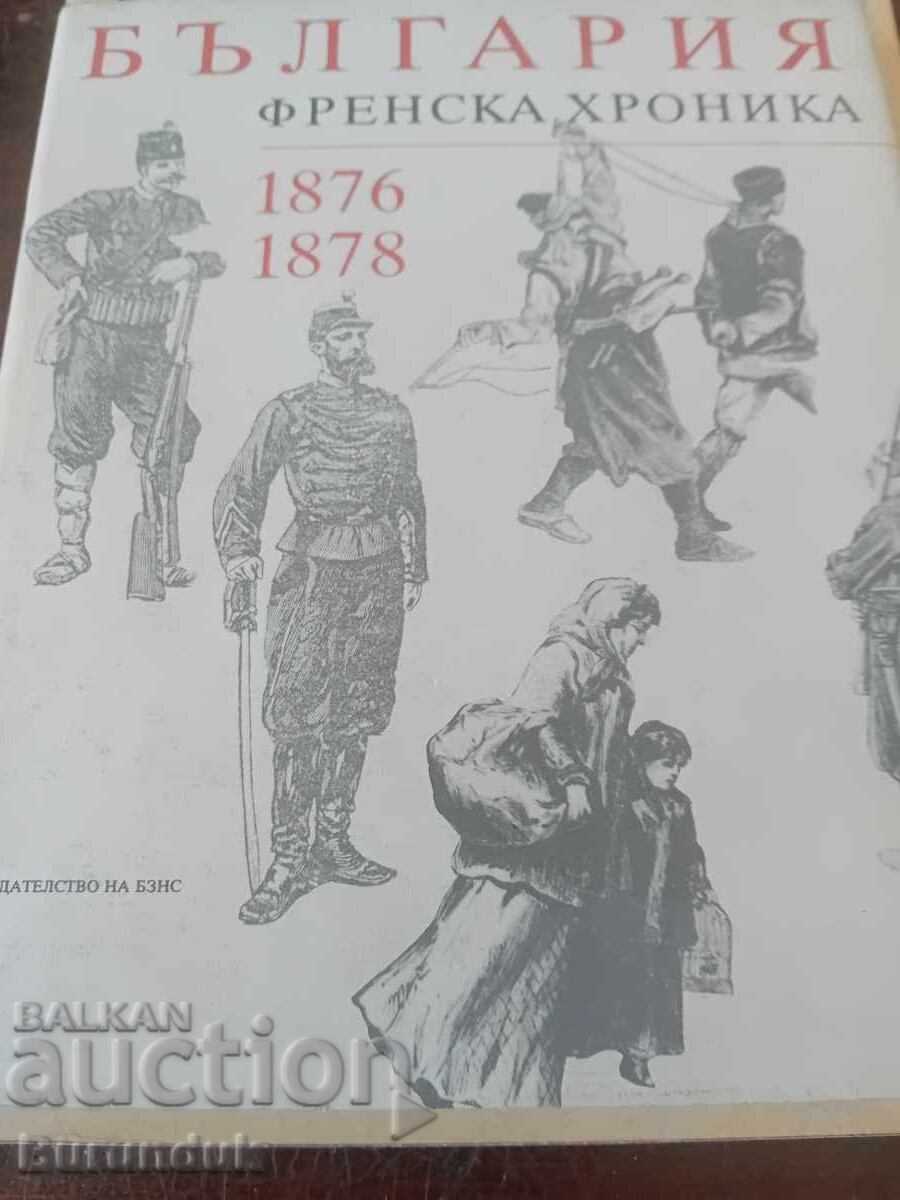 БЪЛГАРИЯ
ФРЕНСКА ХРОНИКА
1876
1878
ДАТЕЛСТВО НА БЗНС
BALKAN
auction
Burunduk